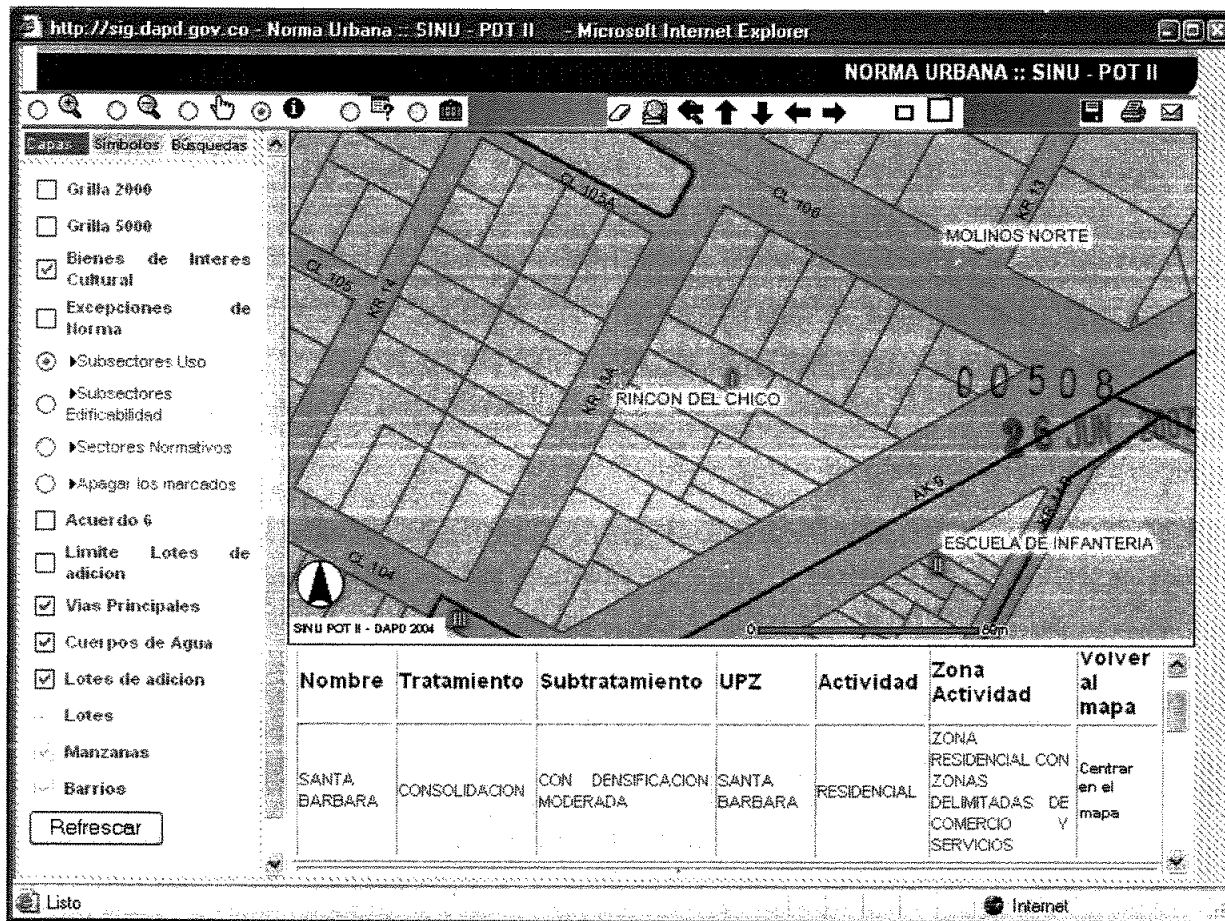 http://sig.dapd.gov.co - Norma Urbana :: SINU - POT II - Microsoft Internet Explorer
NORMA URBANA :: SINU - POT II
Capas Simbolos Busquedas
Grilla 2000
Grilla 5000
Bienes de Interes
Cultural
Excepciones de
Norma
Subsectores Uso
Subsectores
Edificabilidad
Sectores Normativos
Apagar los marcados
Acuerdo 6
Limite Lotes de
adicion
Vias Principales
Cuerpos de Agua
Lotes de adicion
Lotes
Manzanas
Barrios
Refrescar
CL 105A
CL 106
KR 13
MOLINOS NORTE
CL 105
KR 14
KR 13A
RINCON DEL CHICO
00508
26 JUN. 2007
AK 9
ESCUELA DE INFANTERIA
CL 104
SINU POT II - DAPD 2004
0
Nombre Tratamiento Subtratamiento UPZ Actividad Zona Actividad Volver al mapa
SANTA BARBARA CONSOLIDACION CON DENSIFICACION MODERADA SANTA BARBARA RESIDENCIAL ZONA RESIDENCIAL CON ZONAS DELIMITADAS DE COMERCIO Y SERVICIOS Centrar en el mapa
Listo
Internet